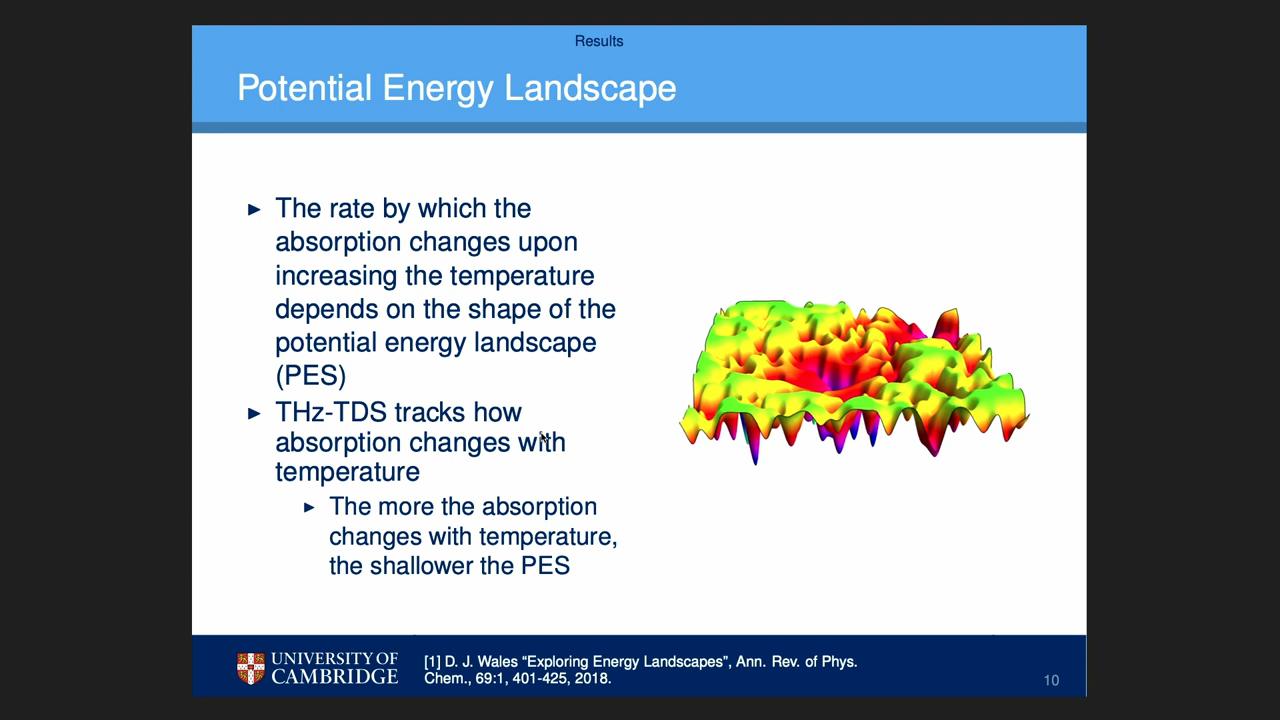 Results
Potential Energy Landscape
► The rate by which the
absorption changes upon
increasing the temperature
depends on the shape of the
potential energy landscape
(PES)
► THz-TDS tracks how
absorption changes with
temperature
► The more the absorption
changes with temperature,
the shallower the PES
UNIVERSITY OF
CAMBRIDGE
[1] D. J. Wales “Exploring Energy Landscapes”, Ann. Rev. of Phys.
Chem., 69:1, 401-425, 2018.
10